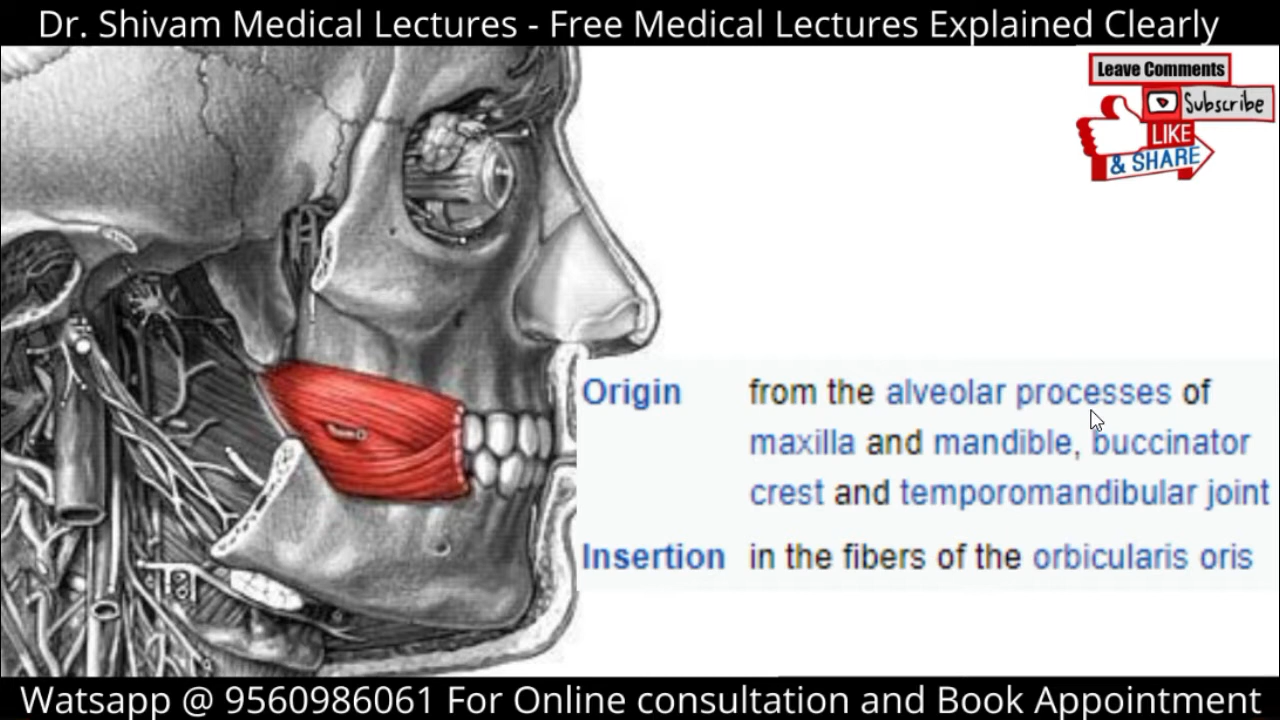 Dr. Shivam Medical Lectures - Free Medical Lectures Explained Clearly
Leave Comments
Subscribe
LIKE
& SHARE
Origin from the alveolar processes of
maxilla and mandible, buccinator
crest and temporomandibular joint
Insertion in the fibers of the orbicularis oris
Watsapp @ 9560986061 For Online consultation and Book Appointment